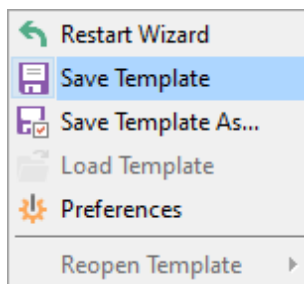 Restart Wizard
Save Template
Save Template As...
Load Template
Preferences
Reopen Template